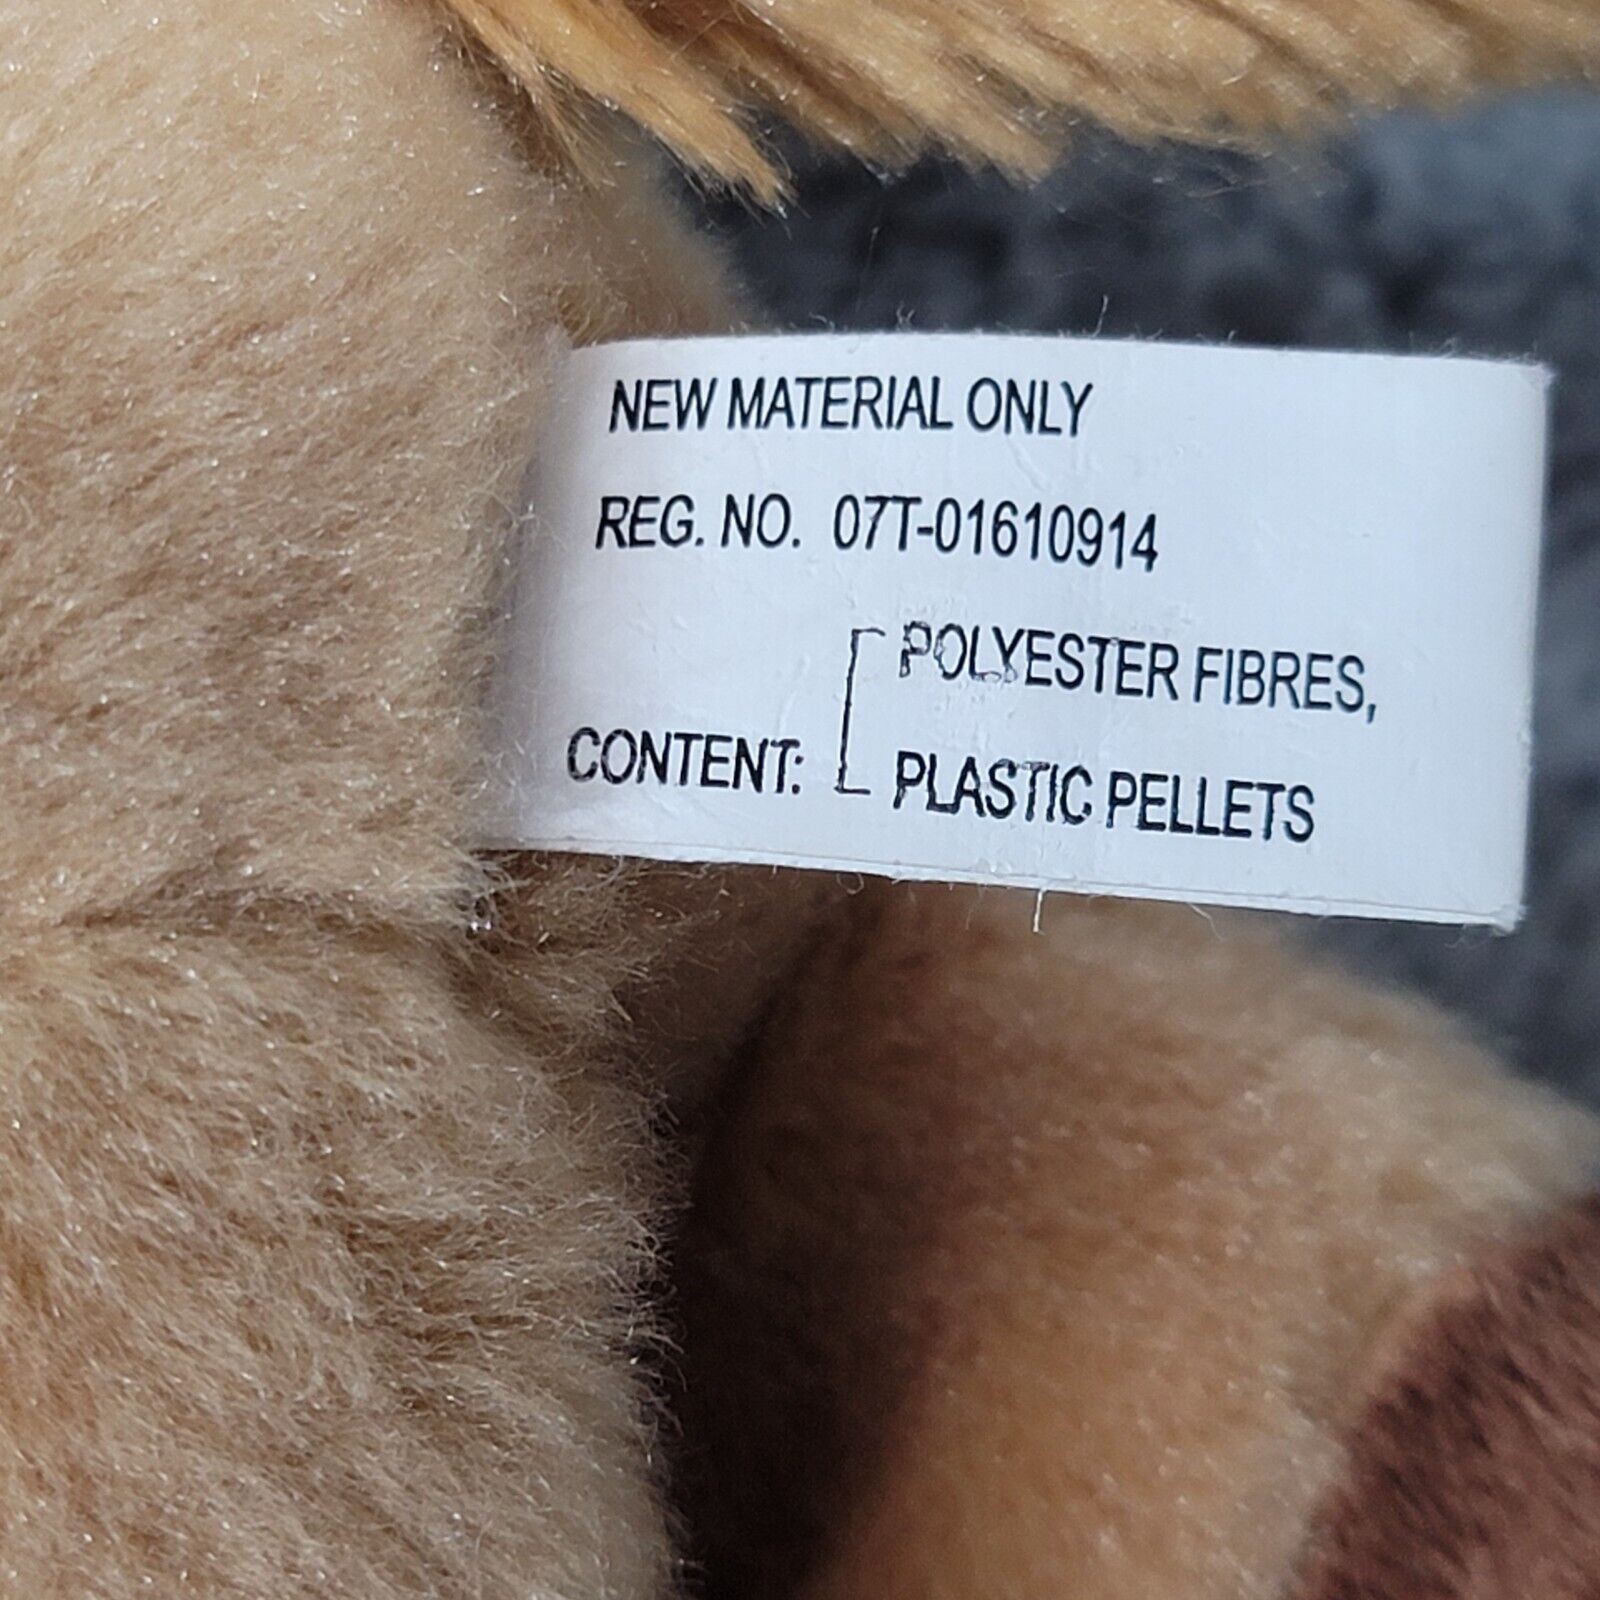 NEW MATERIAL ONLY
REG. NO. 07T-01610914
CONTENT: POLYESTER FIBRES,
PLASTIC PELLETS